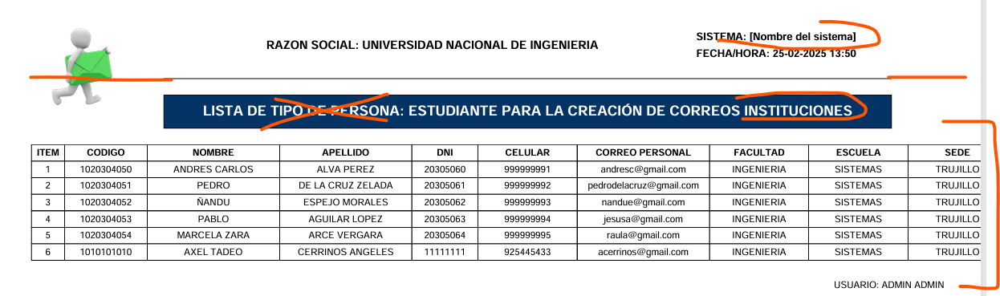 RAZON SOCIAL: UNIVERSIDAD NACIONAL DE INGENIERIA
SISTEMA: [Nombre del sistema]
FECHA/HORA: 25-02-2025 13:50
LISTA DE TIPO DE PERSONA: ESTUDIANTE PARA LA CREACIÓN DE CORREOS INSTITUCIONES
ITEM CODIGO NOMBRE APELLIDO DNI CELULAR CORREO PERSONAL FACULTAD ESCUELA SEDE
1 1020304050 ANDRES CARLOS ALVA PEREZ 20305060 999999991 andresc@gmail.com INGENIERIA SISTEMAS TRUJILLO
2 1020304051 PEDRO DE LA CRUZ ZELADA 20305061 999999992 pedrodelacruz@gmail.com INGENIERIA SISTEMAS TRUJILLO
3 1020304052 ÑANDU ESPEJO MORALES 20305062 999999993 nandue@gmail.com INGENIERIA SISTEMAS TRUJILLO
4 1020304053 PABLO AGUILAR LOPEZ 20305063 999999994 jesusa@gmail.com INGENIERIA SISTEMAS TRUJILLO
5 1020304054 MARCELA ZARA ARCE VERGARA 20305064 999999995 raula@gmail.com INGENIERIA SISTEMAS TRUJILLO
6 1010101010 AXEL TADEO CERRINOS ANGELES 11111111 925445433 acerrinos@gmail.com INGENIERIA SISTEMAS TRUJILLO
USUARIO: ADMIN ADMIN